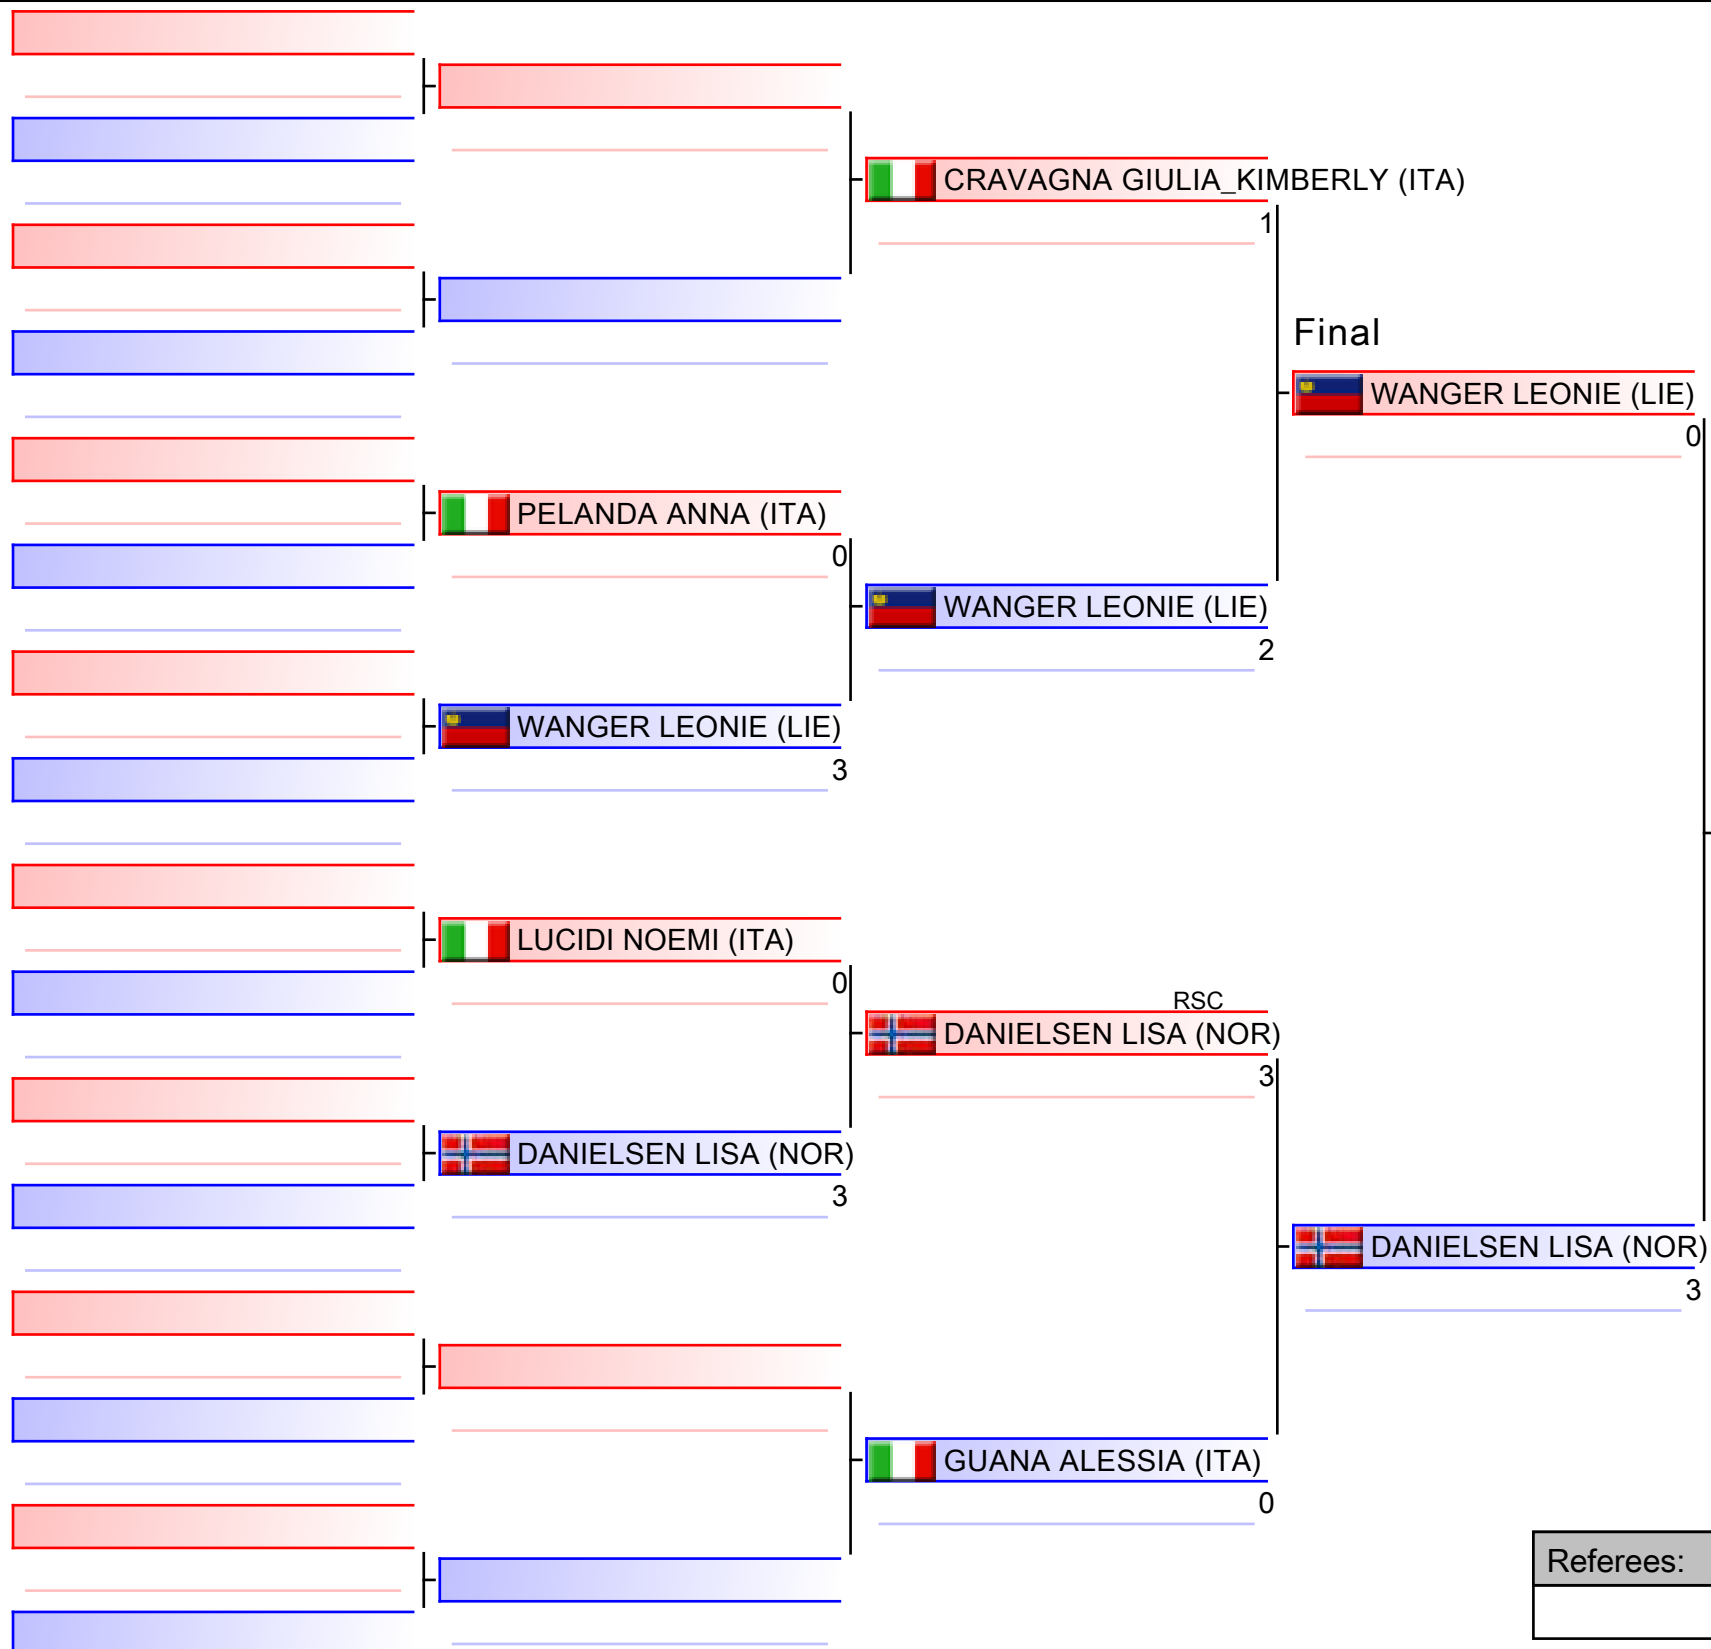 CRAVAGNA GIULIA_KIMBERLY (ITA)
1
Final
WANGER LEONIE (LIE)
0
PELANDA ANNA (ITA)
0
WANGER LEONIE (LIE)
2
WANGER LEONIE (LIE)
3
LUCIDI NOEMI (ITA)
0
RSC
DANIELSEN LISA (NOR)
3
DANIELSEN LISA (NOR)
3
DANIELSEN LISA (NOR)
3
GUANA ALESSIA (ITA)
0
Referees: